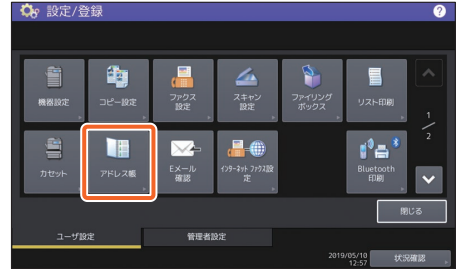 設定/登録
?
機器設定
コピー設定
ファクス
設定
スキャン
設定
ファイリング
ボックス
リスト印刷
1
/
2
カセット
アドレス帳
Eメール
確認
インターネット ファクス設
定
Bluetooth
印刷
閉じる
ユーザ設定
管理者設定
2019/05/10
12:57
状況確認